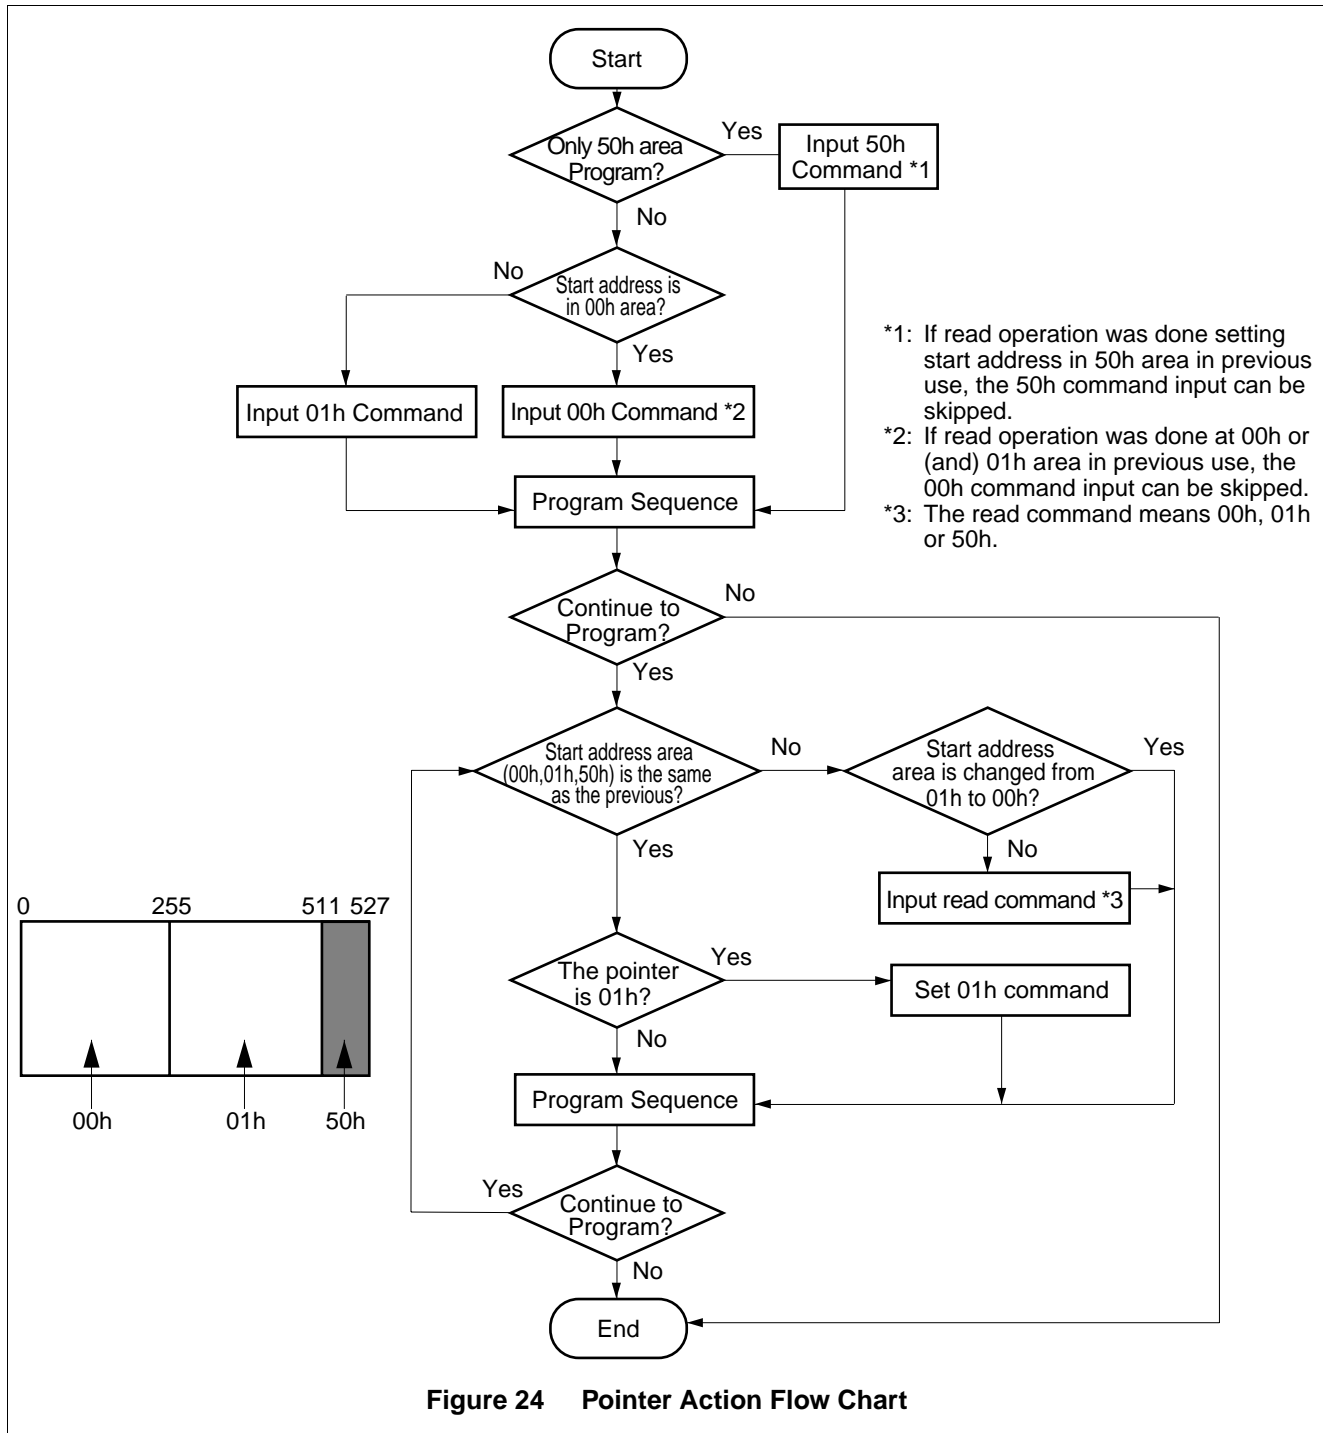 Start
Only 50h area
Program?
Yes
Input 50h
Command *1
No
No
Start address is
in 00h area?
Yes
Input 01h Command
Input 00h Command *2
Program Sequence
*1: If read operation was done setting
start address in 50h area in previous
use, the 50h command input can be
skipped.
*2: If read operation was done at 00h or
(and) 01h area in previous use, the
00h command input can be skipped.
*3: The read command means 00h, 01h
or 50h.
Continue to
Program?
No
Yes
Start address area
(00h,01h,50h) is the same
as the previous?
No
Start address
area is changed from
01h to 00h?
Yes
Yes
No
Input read command *3
0 255 511 527
00h 01h 50h
The pointer
is 01h?
Yes
Set 01h command
No
Program Sequence
Yes
Continue to
Program?
No
End
Figure 24 Pointer Action Flow Chart